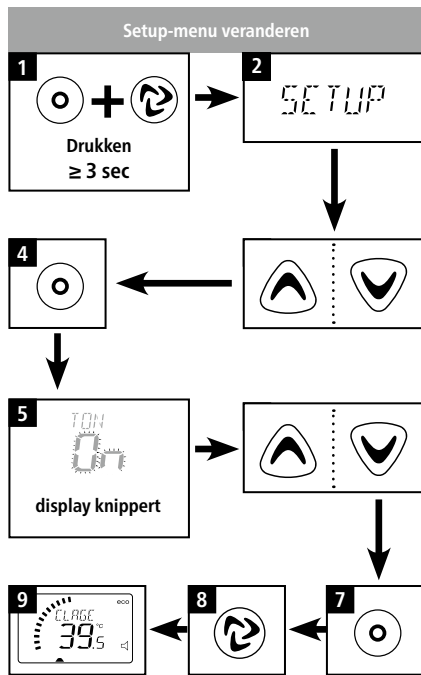 Setup-menu veranderen
1
Drukken
≥ 3 sec
2
SETUP
4
5
TON
On
display knippert
9
eco
CLAGE
39.5 °C
8
7